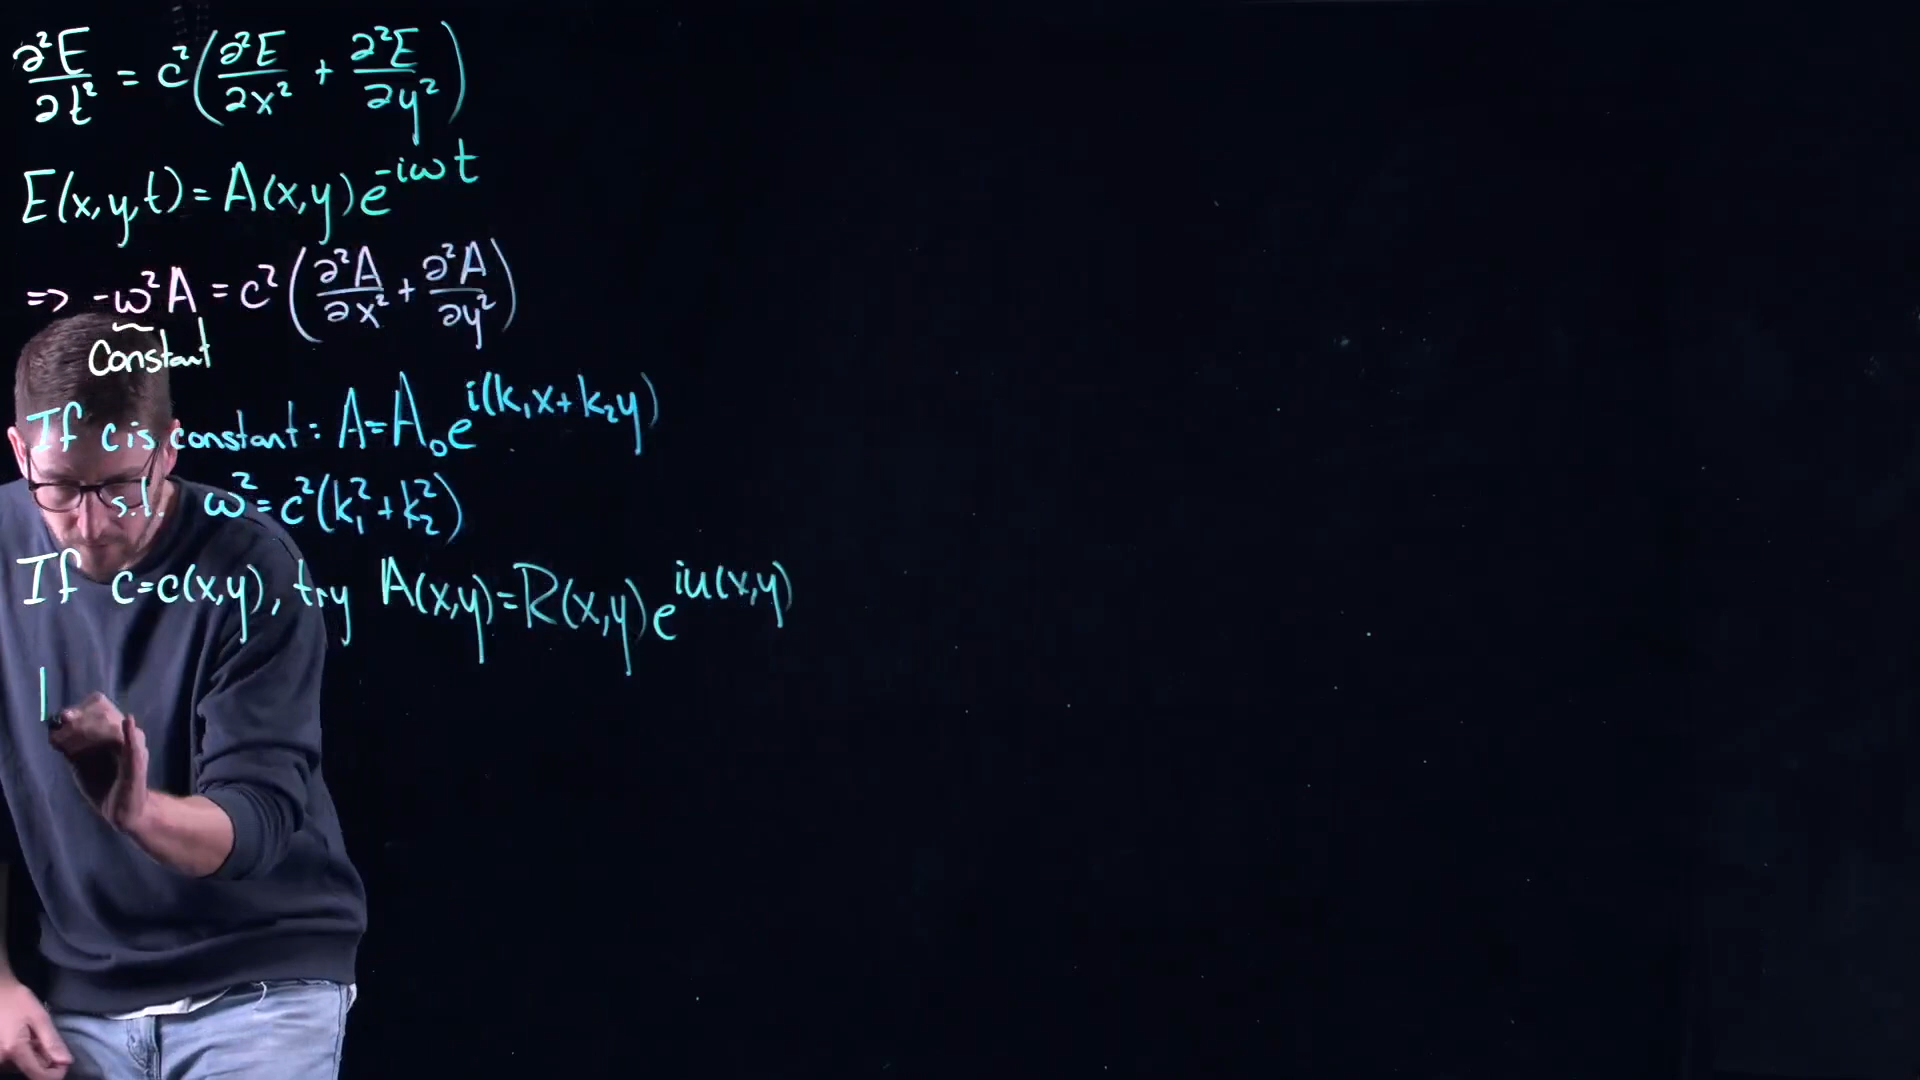 ∂²E/∂t² = c²(∂²E/∂x² + ∂²E/∂y²)
E(x,y,t) = A(x,y)e^{-iωt}
=> -ω²A = c²(∂²A/∂x² + ∂²A/∂y²)
Constant
If c is constant: A = A₀e^{i(k₁x + k₂y)}
s.t. ω² = c²(k₁² + k₂²)
If c=c(x,y), try A(x,y) = R(x,y)e^{iu(x,y)}